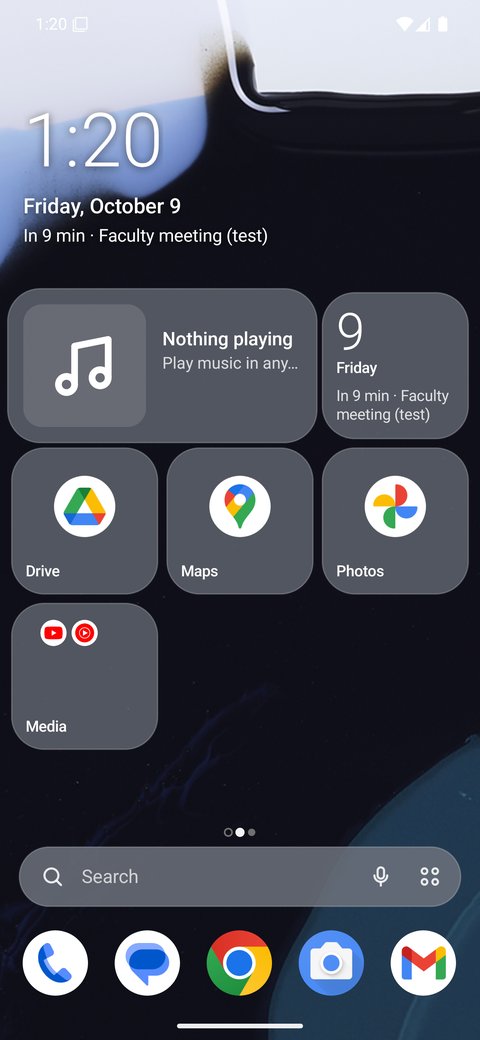 1:20
1:20
Friday, October 9
In 9 min · Faculty meeting (test)
Nothing playing
Play music in any…
9
Friday
In 9 min · Faculty
meeting (test)
Drive
Maps
Photos
Media
Search